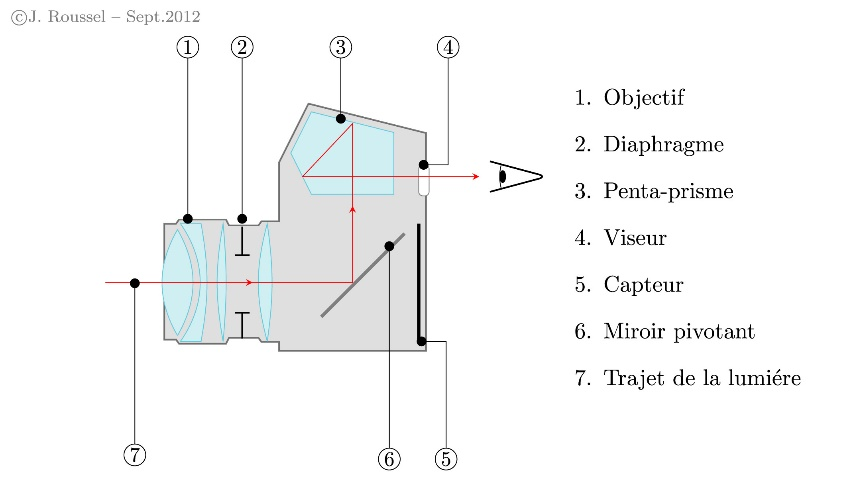 ©J. Roussel – Sept.2012
1 2 3 4
1. Objectif
2. Diaphragme
3. Penta-prisme
4. Viseur
5. Capteur
6. Miroir pivotant
7. Trajet de la lumiére
7 6 5